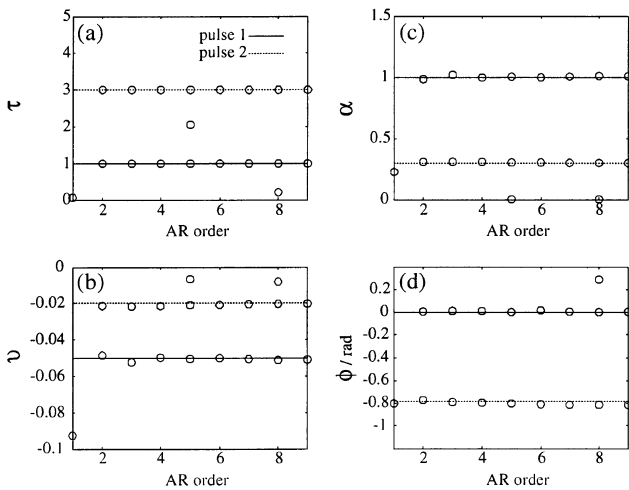 (a)
pulse 1
pulse 2
5
4
3
2
1
0
τ
2
4
6
8
AR order
(c)
1.5
1
0.5
0
α
2
4
6
8
AR order
(b)
0
-0.02
-0.04
-0.06
-0.08
-0.1
υ
2
4
6
8
AR order
(d)
0.2
0
-0.2
-0.4
-0.6
-0.8
-1
ϕ / rad
2
4
6
8
AR order